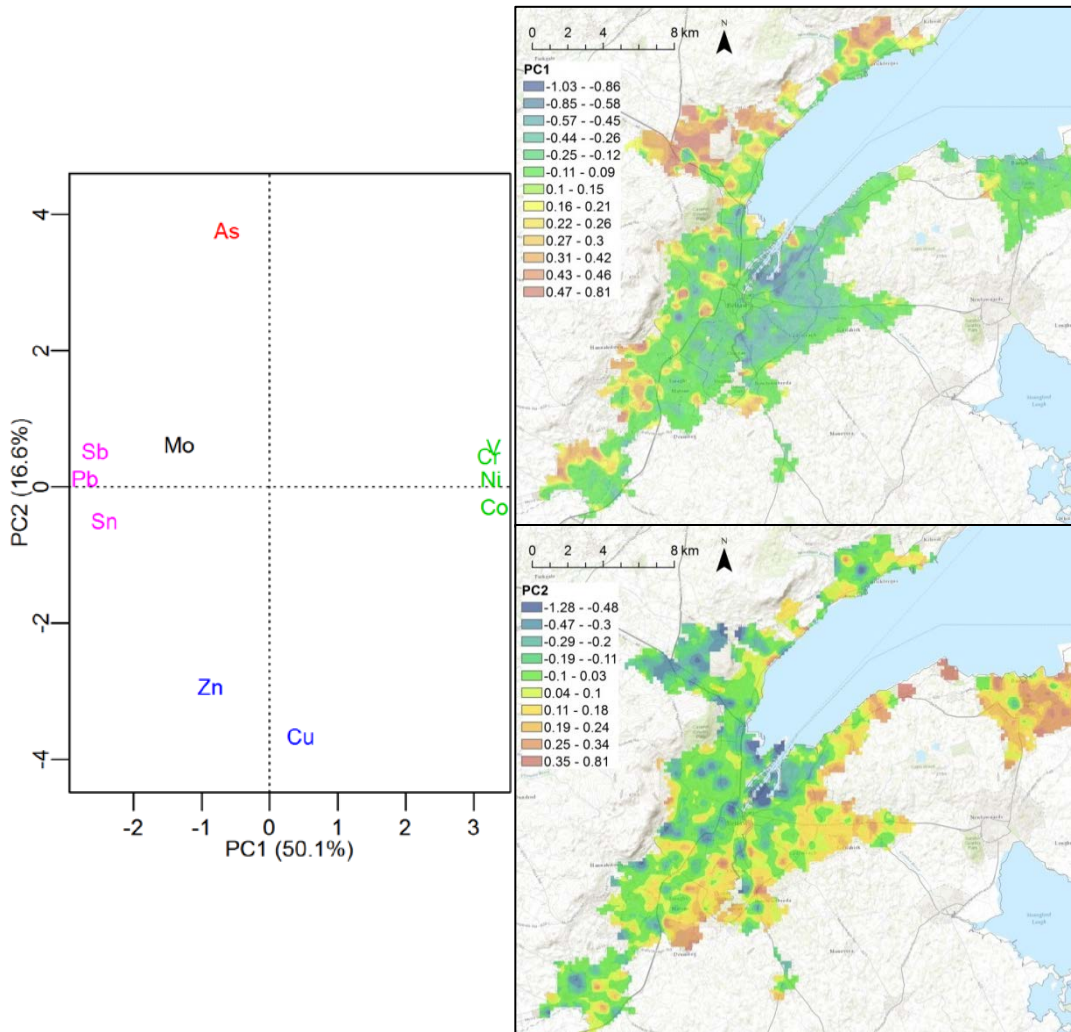 4
2
0
-2
-4
PC2 (16.6%)
As
Mo
Sb
Pb
Sn
Zn
Cu
V
Cr
Ni
Co
-2
-1
0
1
2
3
PC1 (50.1%)
0 2 4 8 km
N
PC1
-1.03 - -0.86
-0.85 - -0.58
-0.57 - -0.45
-0.44 - -0.26
-0.25 - -0.12
-0.11 - 0.09
0.1 - 0.15
0.16 - 0.21
0.22 - 0.26
0.27 - 0.3
0.31 - 0.42
0.43 - 0.46
0.47 - 0.81
0 2 4 8 km
N
PC2
-1.28 - -0.48
-0.47 - -0.3
-0.29 - -0.2
-0.19 - -0.11
-0.1 - 0.03
0.04 - 0.1
0.11 - 0.18
0.19 - 0.24
0.25 - 0.34
0.35 - 0.81